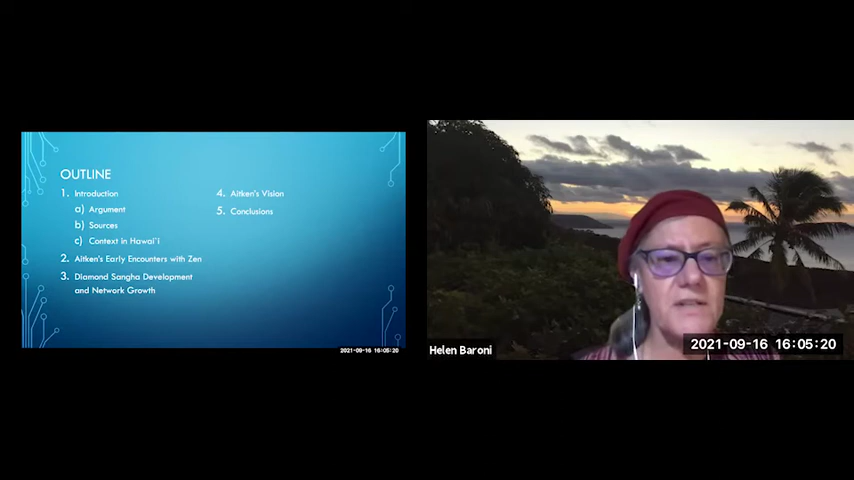 OUTLINE
1. Introduction
a) Argument
b) Sources
c) Context in Hawai`i
2. Aitken's Early Encounters with Zen
3. Diamond Sangha Development
and Network Growth
4. Aitken's Vision
5. Conclusions
2021-09-16 16:05:20
Helen Baroni
2021-09-16 16:05:20